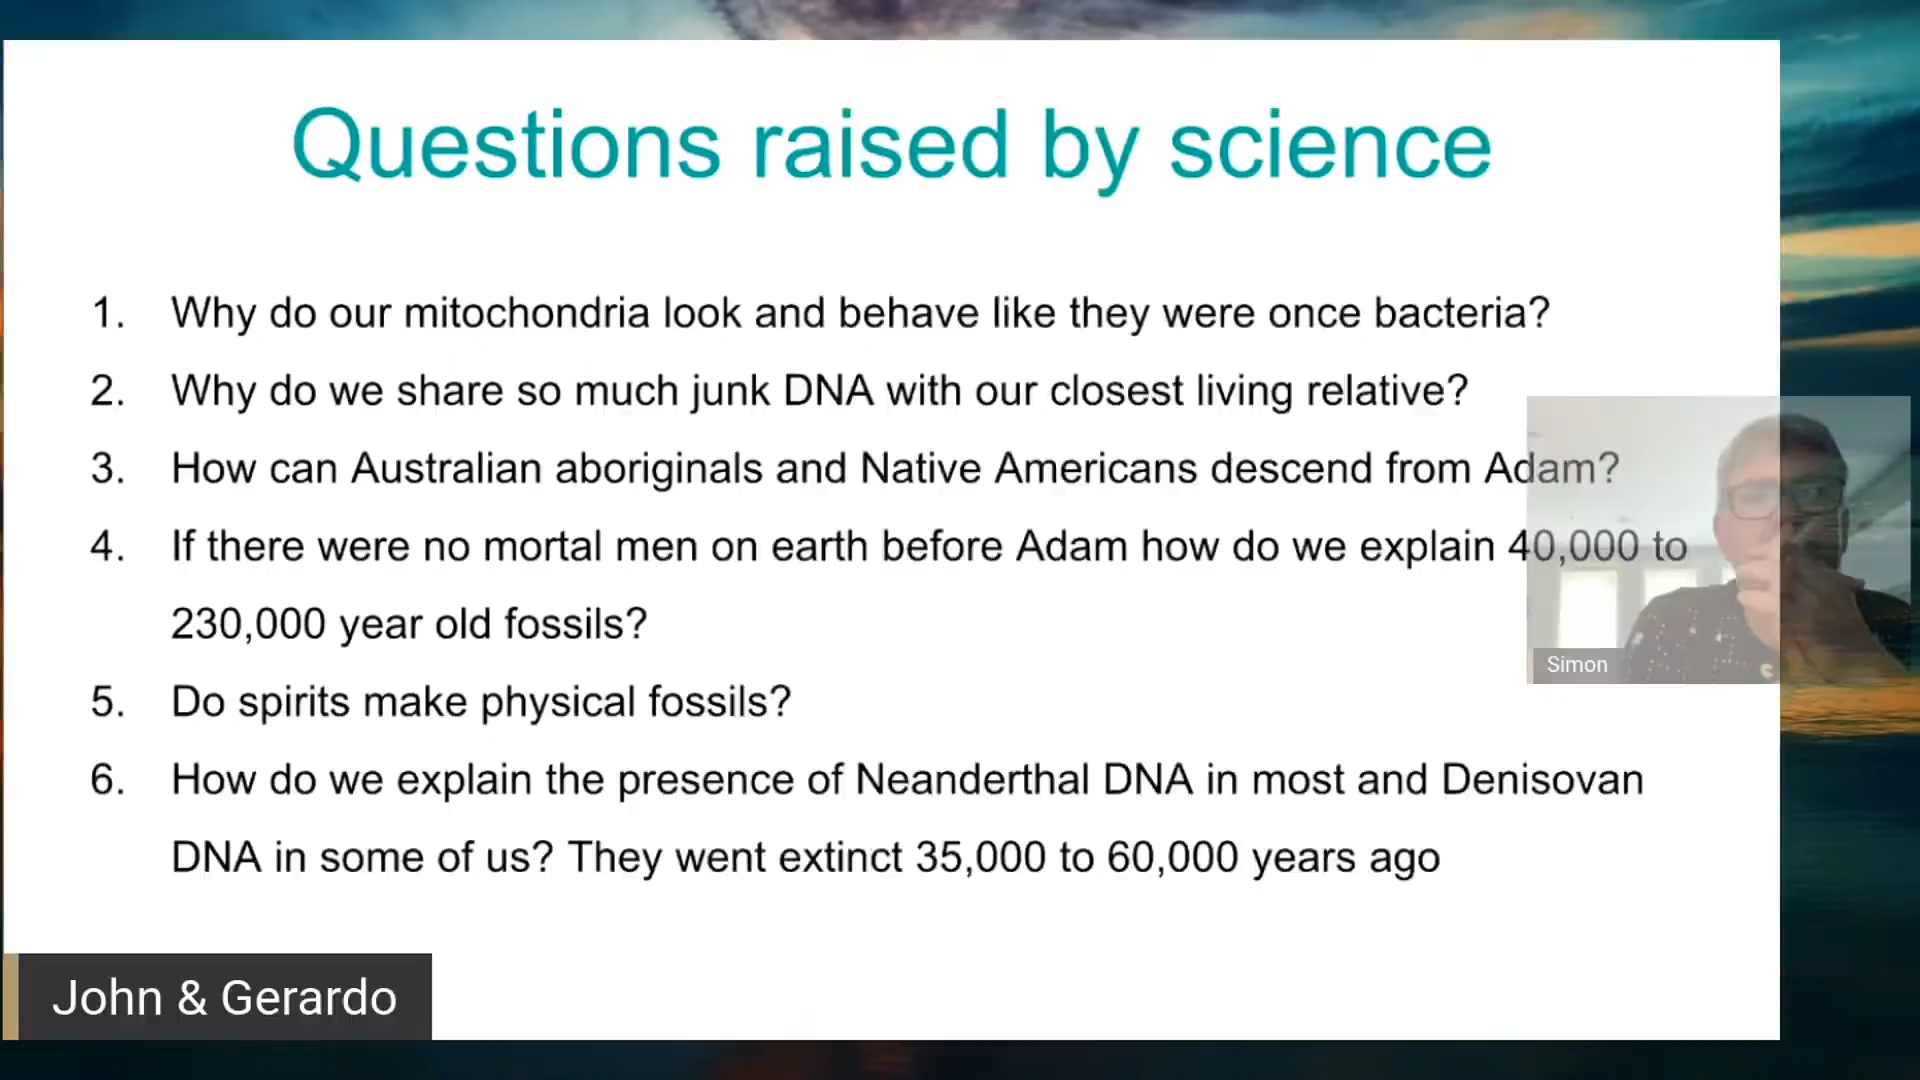 Questions raised by science
1. Why do our mitochondria look and behave like they were once bacteria?
2. Why do we share so much junk DNA with our closest living relative?
3. How can Australian aboriginals and Native Americans descend from Adam?
4. If there were no mortal men on earth before Adam how do we explain 40,000 to
230,000 year old fossils?
Simon
5. Do spirits make physical fossils?
6. How do we explain the presence of Neanderthal DNA in most and Denisovan
DNA in some of us? They went extinct 35,000 to 60,000 years ago
John & Gerardo